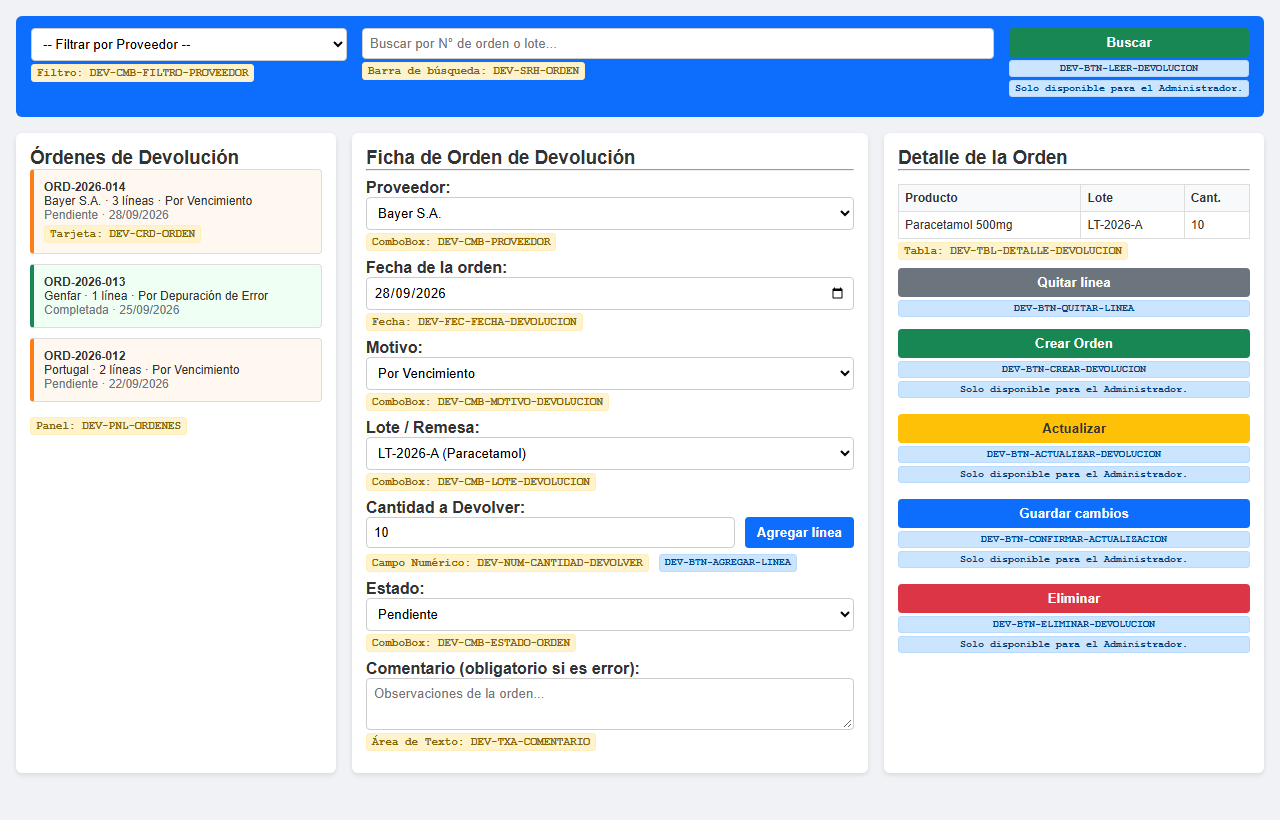 -- Filtrar por Proveedor --
Filtro: DEV-CMB-FILTRO-PROVEEDOR
Buscar por N° de orden o lote...
Barra de búsqueda: DEV-SRH-ORDEN
Buscar
DEV-BTN-LEER-DEVOLUCION
Solo disponible para el Administrador.
Órdenes de Devolución
ORD-2026-014
Bayer S.A. · 3 líneas · Por Vencimiento
Pendiente · 28/09/2026
Tarjeta: DEV-CRD-ORDEN
ORD-2026-013
Genfar · 1 línea · Por Depuración de Error
Completada · 25/09/2026
ORD-2026-012
Portugal · 2 líneas · Por Vencimiento
Pendiente · 22/09/2026
Panel: DEV-PNL-ORDENES
Ficha de Orden de Devolución
Proveedor:
Bayer S.A.
ComboBox: DEV-CMB-PROVEEDOR
Fecha de la orden:
28/09/2026
Fecha: DEV-FEC-FECHA-DEVOLUCION
Motivo:
Por Vencimiento
ComboBox: DEV-CMB-MOTIVO-DEVOLUCION
Lote / Remesa:
LT-2026-A (Paracetamol)
ComboBox: DEV-CMB-LOTE-DEVOLUCION
Cantidad a Devolver:
10
Agregar línea
Campo Numérico: DEV-NUM-CANTIDAD-DEVOLVER
DEV-BTN-AGREGAR-LINEA
Estado:
Pendiente
ComboBox: DEV-CMB-ESTADO-ORDEN
Comentario (obligatorio si es error):
Observaciones de la orden...
Área de Texto: DEV-TXA-COMENTARIO
Detalle de la Orden
Producto Lote Cant.
Paracetamol 500mg LT-2026-A 10
Tabla: DEV-TBL-DETALLE-DEVOLUCION
Quitar línea
DEV-BTN-QUITAR-LINEA
Crear Orden
DEV-BTN-CREAR-DEVOLUCION
Solo disponible para el Administrador.
Actualizar
DEV-BTN-ACTUALIZAR-DEVOLUCION
Solo disponible para el Administrador.
Guardar cambios
DEV-BTN-CONFIRMAR-ACTUALIZACION
Solo disponible para el Administrador.
Eliminar
DEV-BTN-ELIMINAR-DEVOLUCION
Solo disponible para el Administrador.